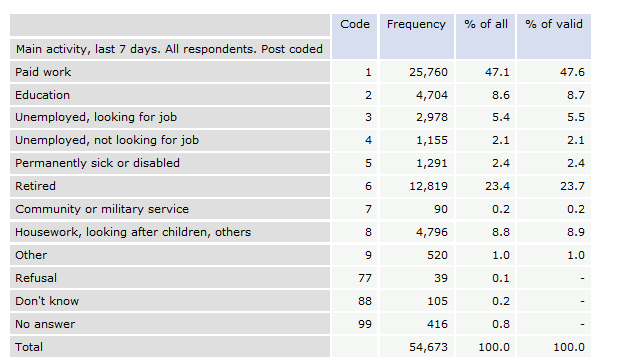 Code Frequency % of all % of valid
Main activity, last 7 days. All respondents. Post coded
Paid work 1 25,760 47.1 47.6
Education 2 4,704 8.6 8.7
Unemployed, looking for job 3 2,978 5.4 5.5
Unemployed, not looking for job 4 1,155 2.1 2.1
Permanently sick or disabled 5 1,291 2.4 2.4
Retired 6 12,819 23.4 23.7
Community or military service 7 90 0.2 0.2
Housework, looking after children, others 8 4,796 8.8 8.9
Other 9 520 1.0 1.0
Refusal 77 39 0.1 -
Don't know 88 105 0.2 -
No answer 99 416 0.8 -
Total 54,673 100.0 100.0